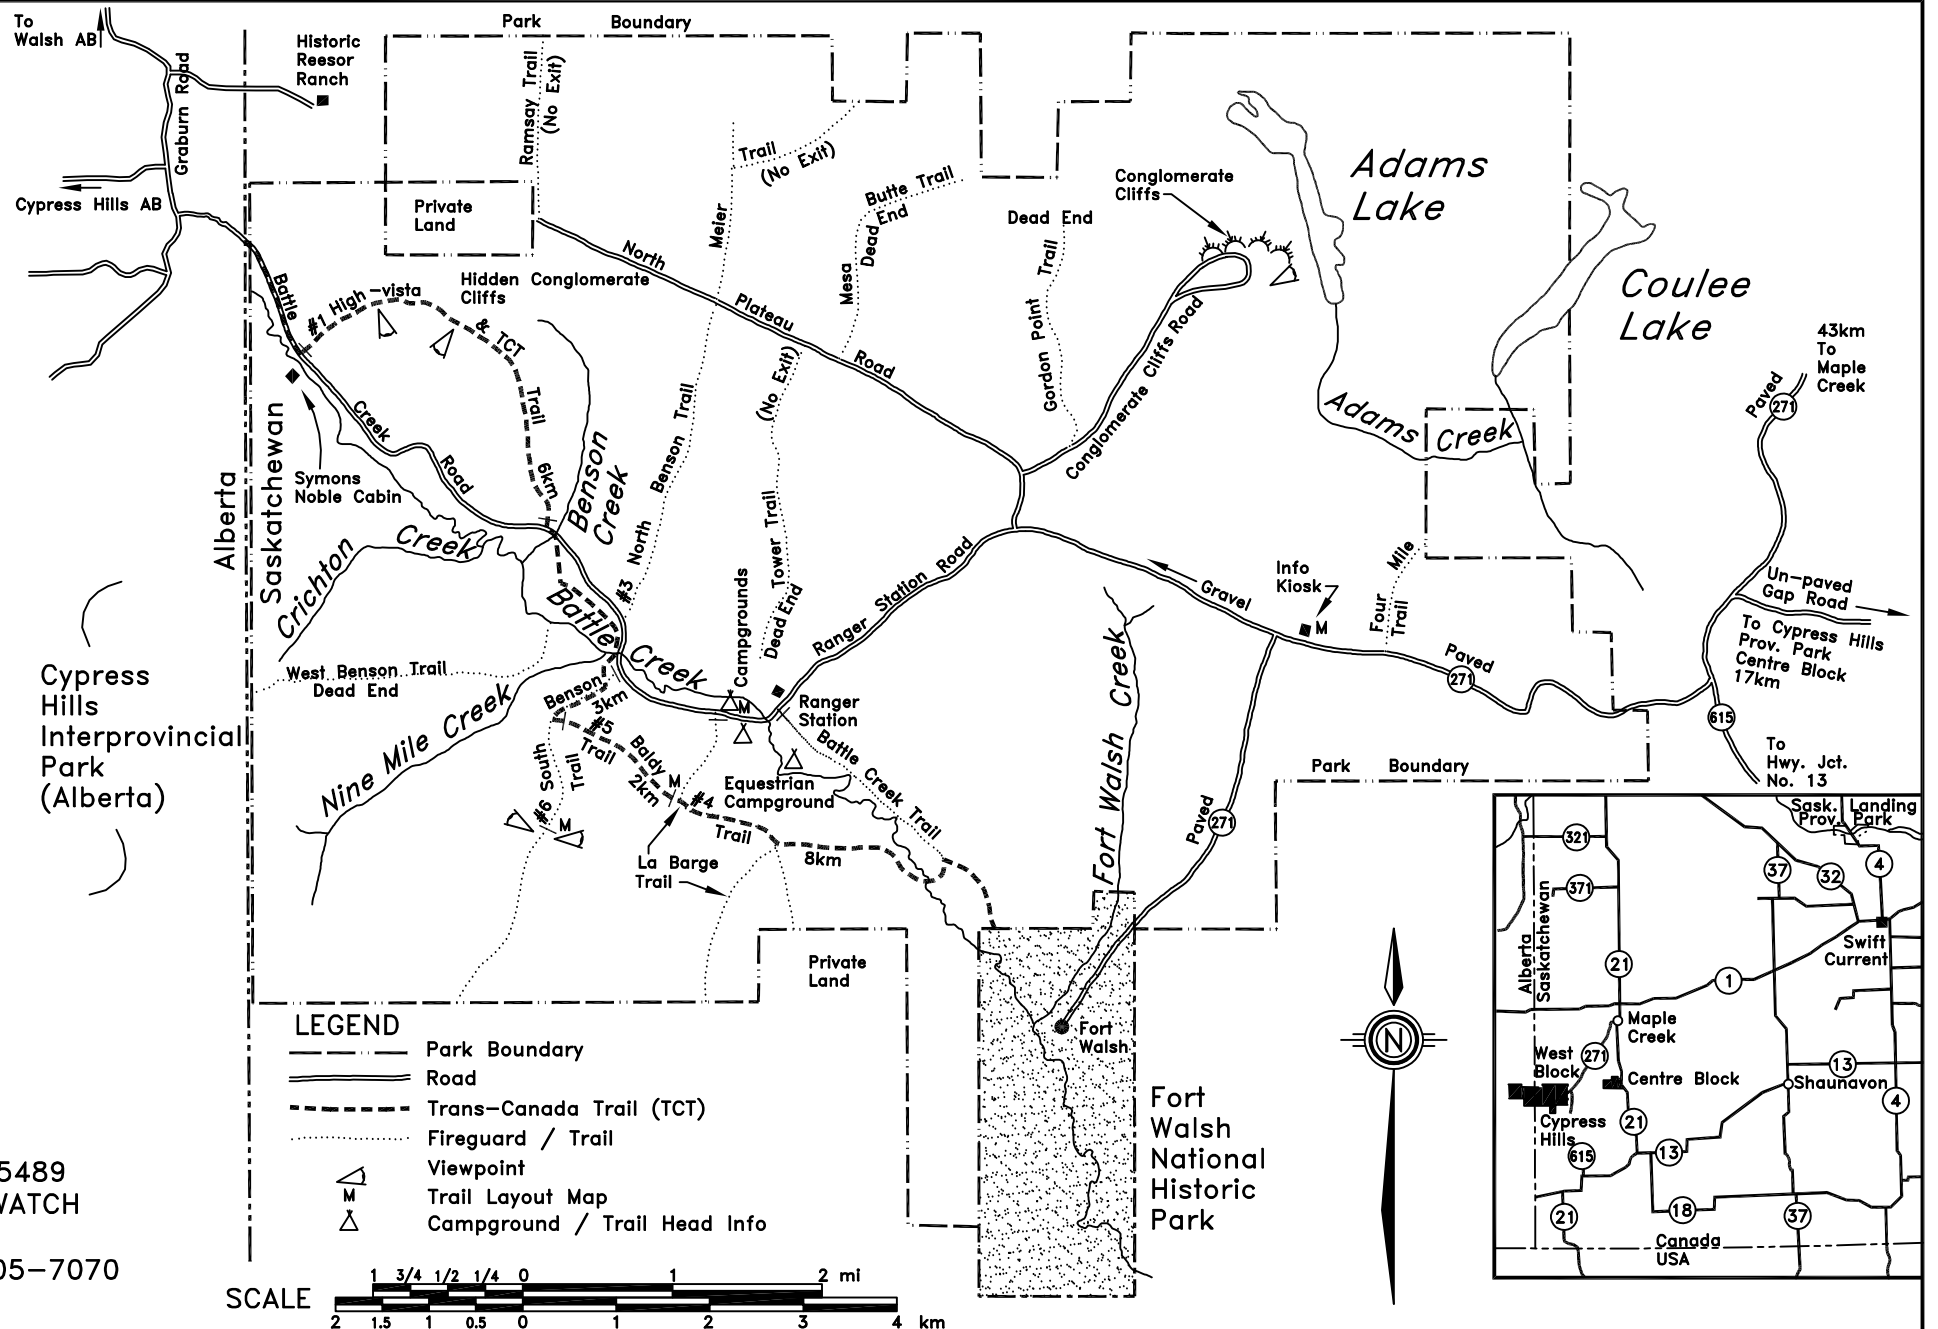 To
Walsh AB
Graburn Road
Historic
Reesor
Ranch
Park Boundary
Ramsay Trail
(No Exit)
Cypress Hills AB
Private
Land
North
Plateau
Road
Meier
Trail
(No Exit)
Butte Trail
Mesa
Dead
End
Dead End
Gordon Point
Trail
Conglomerate
Cliffs
Conglomerate Cliffs Road
Adams
Lake
Coulee
Lake
43km
To
Maple
Creek
Paved
271
Hidden Conglomerate
Cliffs
#1 High-vista
& TCT
Trail
6km
Battle
Creek
Road
Symons
Noble Cabin
Alberta
Saskatchewan
Benson
Creek
#3 North
Benson Trail
(No Exit)
Tower Trail
Dead End
Campgrounds
Adams
Creek
Crichton
Creek
Battle
Creek
Ranger Station Road
Gravel
Info
Kiosk
M
Four
Mile
Trail
Paved
271
Un-paved
Gap Road
To Cypress Hills
Prov. Park
Centre Block
17km
615
To
Hwy. Jct.
No. 13
Cypress
Hills
Interprovincial
Park
(Alberta)
West Benson Trail
Dead End
Nine Mile Creek
Benson
3km
#5
Trail
Baldy
2km
M
#6 South
Trail
M
#4
Trail
8km
La Barge
Trail
M
Ranger
Station
Equestrian
Campground
Battle Creek Trail
Fort Walsh Creek
Paved
271
Park Boundary
Private
Land
Fort
Walsh
Fort
Walsh
National
Historic
Park
N
LEGEND
Park Boundary
Road
Trans-Canada Trail (TCT)
Fireguard / Trail
Viewpoint
M Trail Layout Map
Campground / Trail Head Info
5489
WATCH
05-7070
SCALE
1 3/4 1/2 1/4 0 1 2 mi
2 1.5 1 0.5 0 1 2 3 4 km
Sask. Landing
Prov. Park
321
371
37
32
4
Alberta
Saskatchewan
Swift
Current
21
1
Maple
Creek
West
Block
271
Centre Block
13
Shaunavon
4
Cypress
Hills
21
615
13
21
18
37
Canada
USA